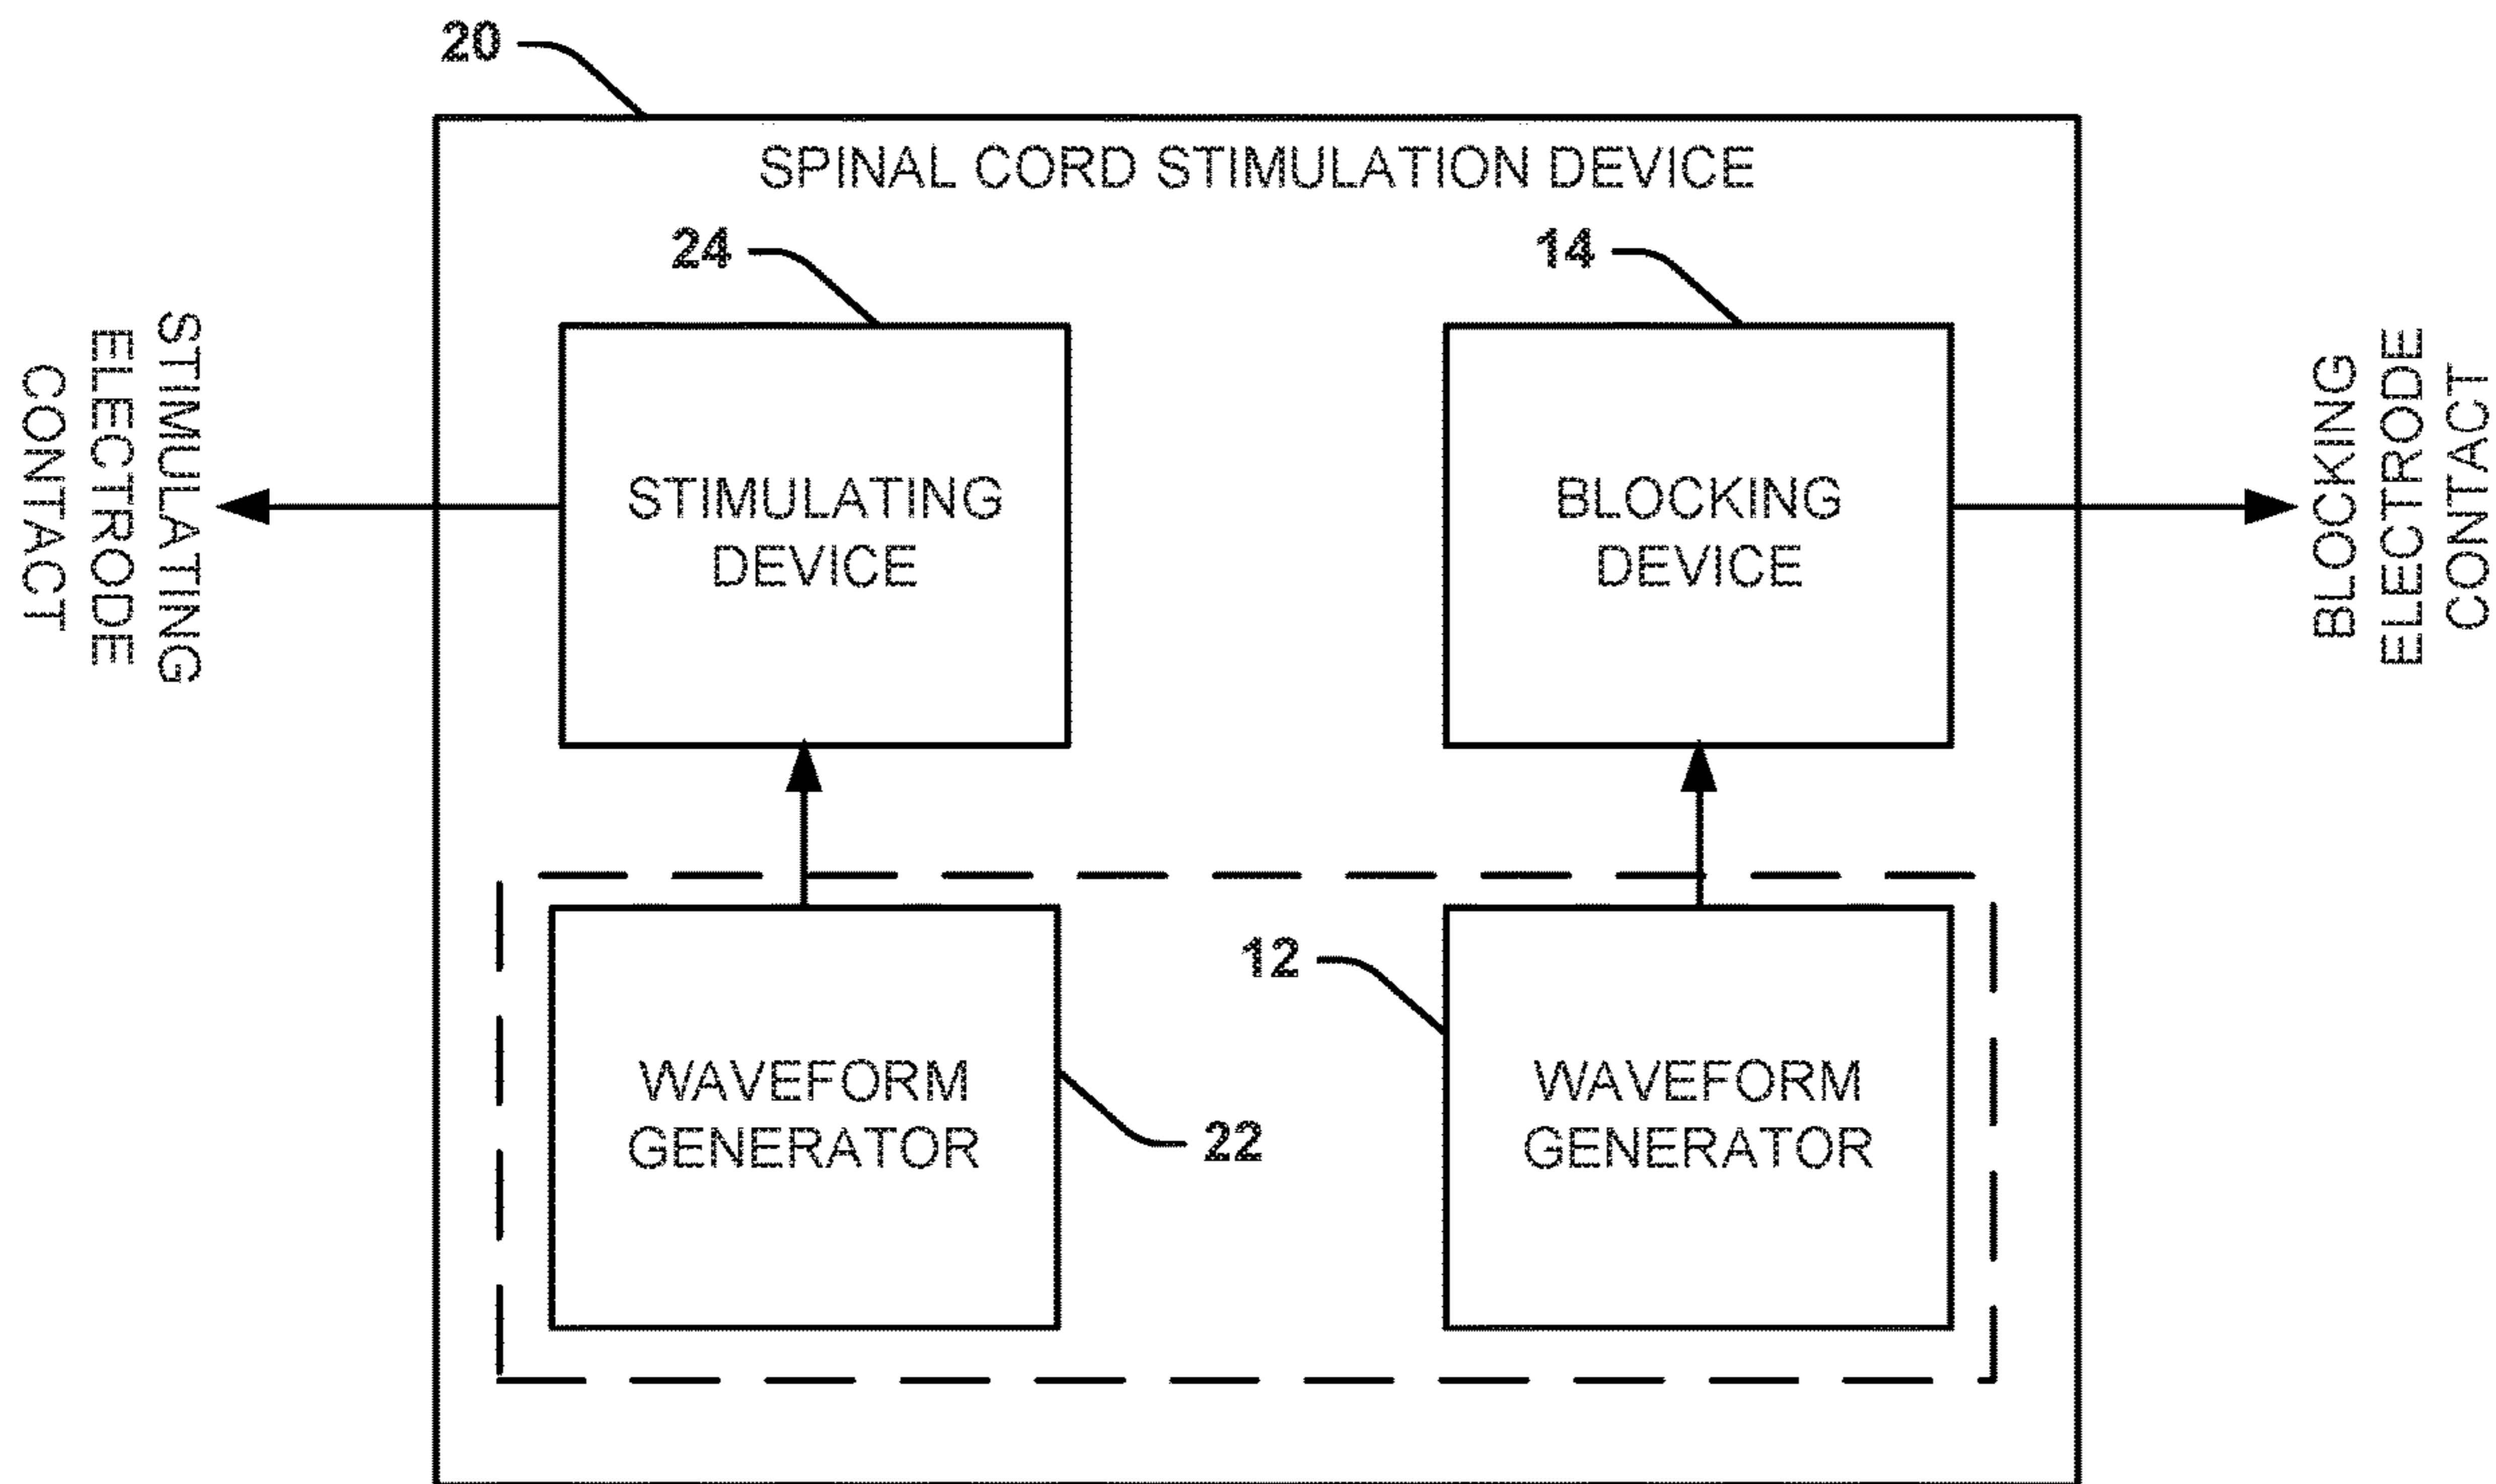 20
SPINAL CORD STIMULATION DEVICE
24
14
STIMULATING
ELECTRODE
CONTACT
STIMULATING
DEVICE
BLOCKING
DEVICE
BLOCKING
ELECTRODE
CONTACT
12
WAVEFORM
GENERATOR
22
WAVEFORM
GENERATOR